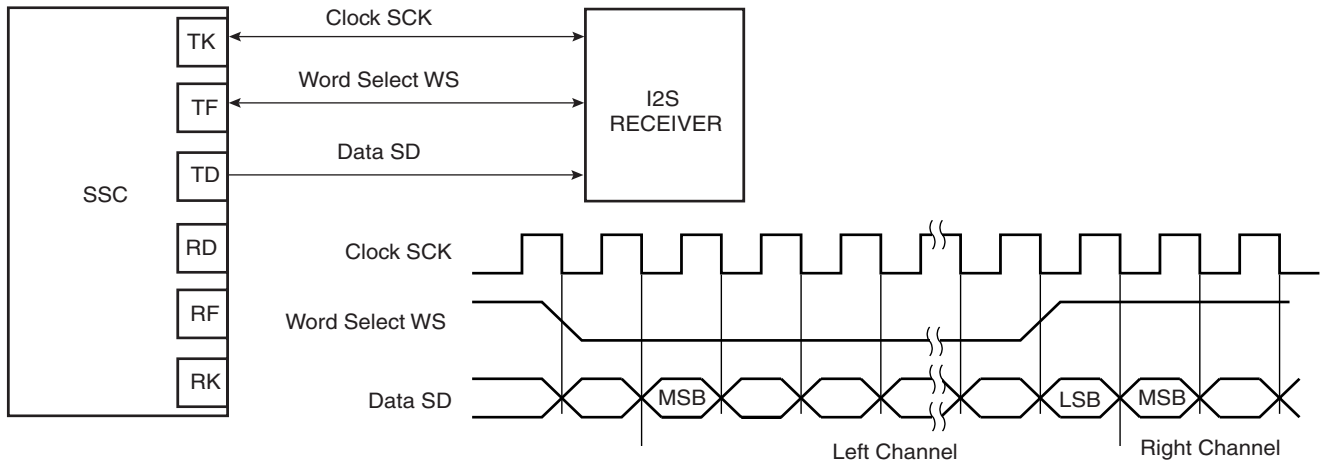 Clock SCK
TK
Word Select WS
TF
I2S
RECEIVER
Data SD
TD
SSC
RD
Clock SCK
RF
Word Select WS
RK
Data SD
MSB
LSB
MSB
Left Channel
Right Channel